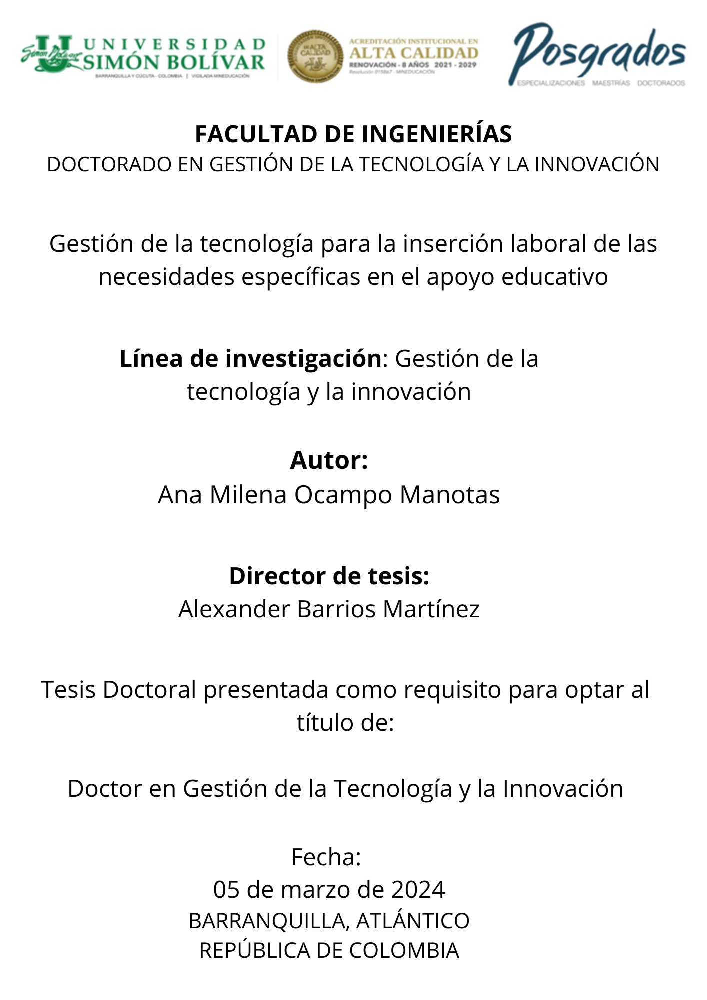 Simón Bolívar
UNIVERSIDAD
SIMÓN BOLÍVAR
BARRANQUILLA Y CÚCUTA - COLOMBIA | VIGILADA MINEDUCACIÓN
ALTA
CALIDAD
ACREDITACIÓN INSTITUCIONAL EN
ALTA CALIDAD
RENOVACIÓN - 8 AÑOS 2021 - 2029
Resolución 015867 - MINEDUCACIÓN
Posgrados
ESPECIALIZACIONES MAESTRÍAS DOCTORADOS
FACULTAD DE INGENIERÍAS
DOCTORADO EN GESTIÓN DE LA TECNOLOGÍA Y LA INNOVACIÓN
Gestión de la tecnología para la inserción laboral de las
necesidades específicas en el apoyo educativo
Línea de investigación: Gestión de la
tecnología y la innovación
Autor:
Ana Milena Ocampo Manotas
Director de tesis:
Alexander Barrios Martínez
Tesis Doctoral presentada como requisito para optar al
título de:
Doctor en Gestión de la Tecnología y la Innovación
Fecha:
05 de marzo de 2024
BARRANQUILLA, ATLÁNTICO
REPÚBLICA DE COLOMBIA